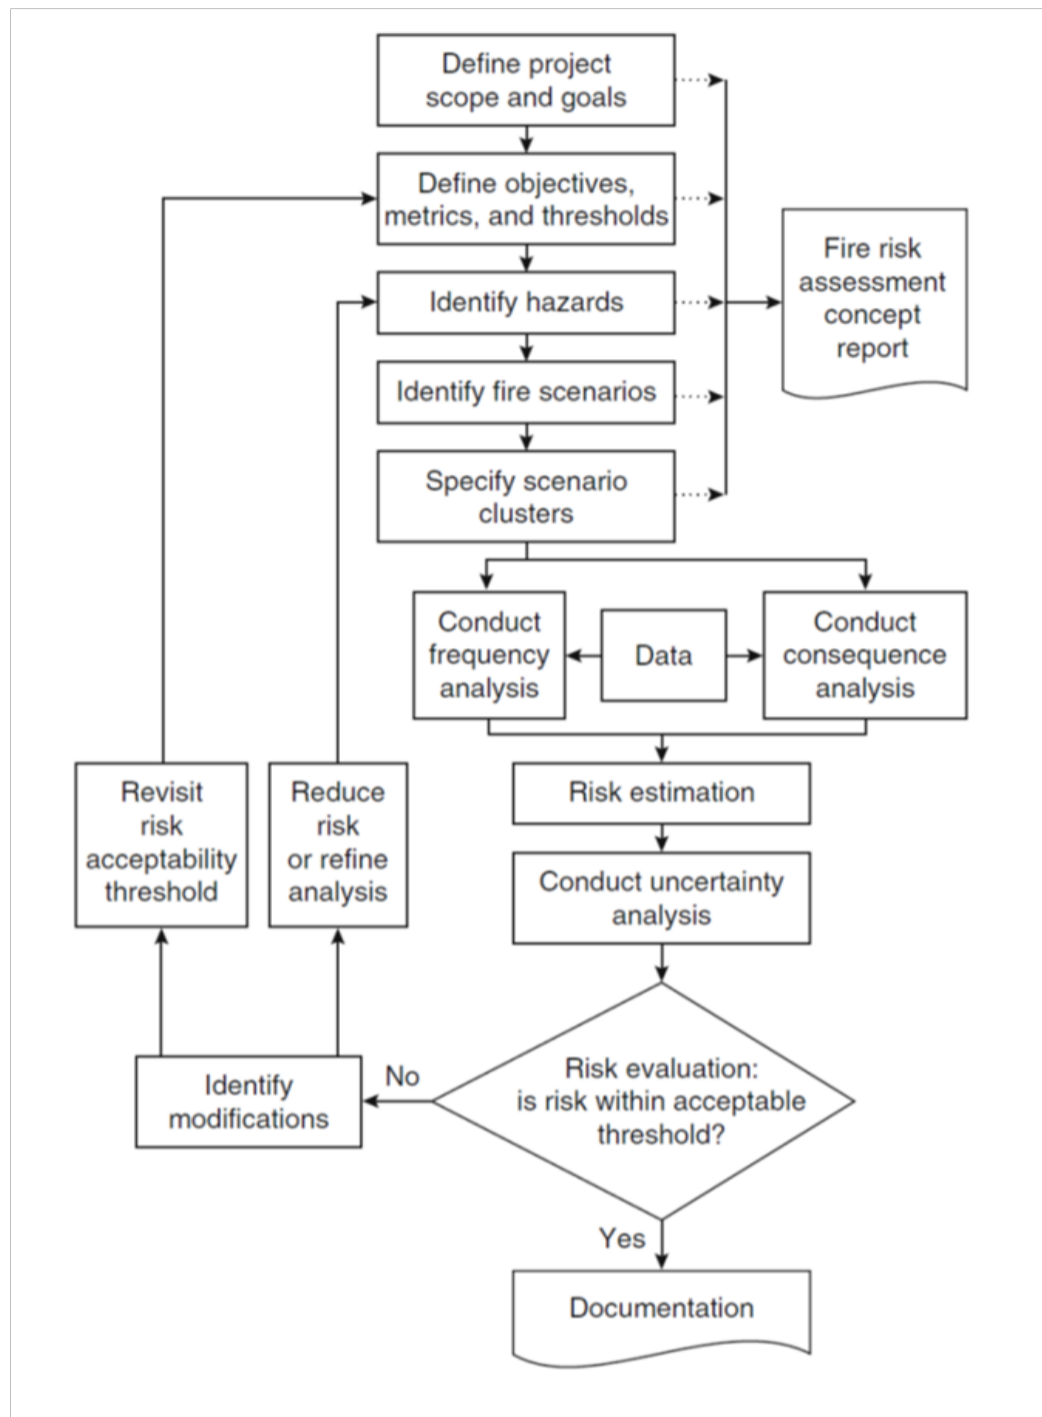 Define project
scope and goals
Define objectives,
metrics, and thresholds
Identify hazards
Identify fire scenarios
Specify scenario
clusters
Fire risk
assessment
concept
report
Conduct
frequency
analysis
Data
Conduct
consequence
analysis
Risk estimation
Conduct uncertainty
analysis
Revisit
risk
acceptability
threshold
Reduce
risk
or refine
analysis
Risk evaluation:
is risk within acceptable
threshold?
No
Identify
modifications
Yes
Documentation